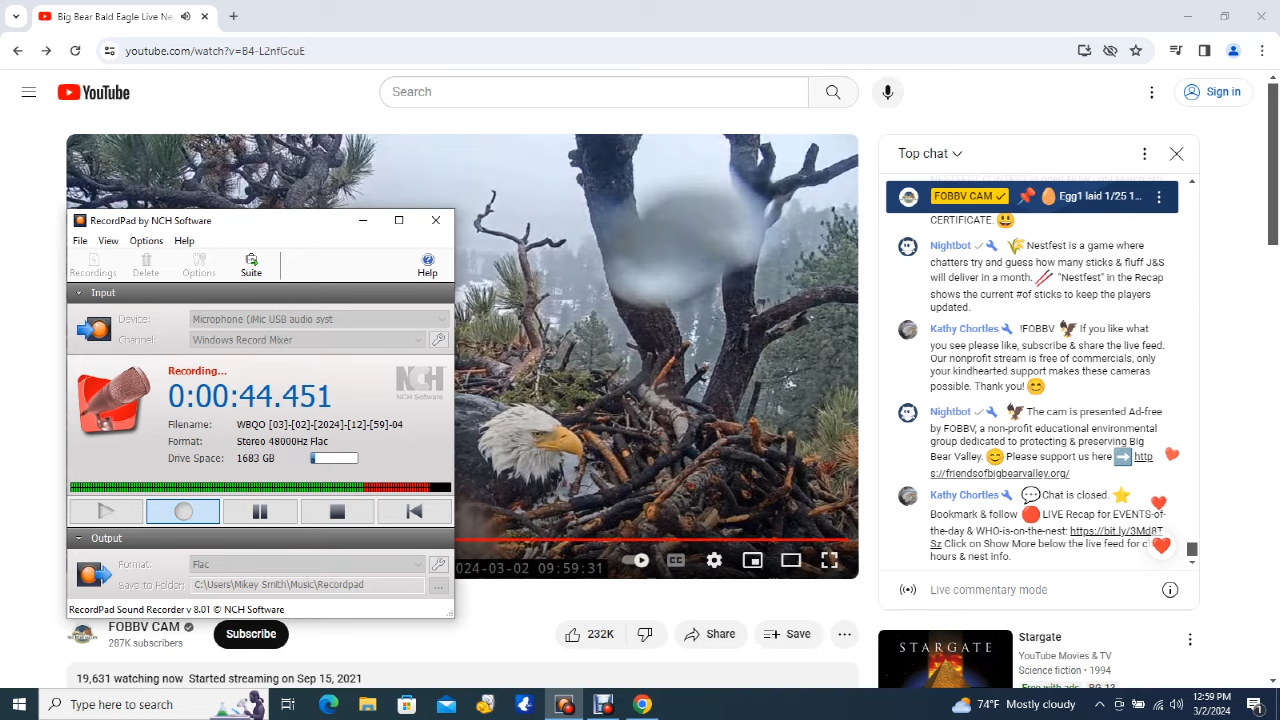 Big Bear Bald Eagle Live Ne
youtube.com/watch?v=B4-L2nfGcuE
YouTube
Search
Sign in
RecordPad by NCH Software
File View Options Help
Recordings Delete Options Suite Help
Input
Device: Microphone (iMic USB audio syst
Channel: Windows Record Mixer
Recording...
0:00:44.451
NCH
NCH Software
Filename: WBQO [03]-[02]-[2024]-[12]-[59]-04
Format: Stereo 48000Hz Flac
Drive Space: 1683 GB
Output
Format: Flac
Save to Folder: C:\Users\Mikey Smith\Music\Recordpad
...
RecordPad Sound Recorder v 8.01 © NCH Software
024-03-02 09:59:31
CC
FOBBV CAM
287K subscribers
Subscribe
232K
Share
Save
19,631 watching now Started streaming on Sep 15, 2021
Top chat
FOBBV CAM 📌 🥚 Egg1 laid 1/25 1...
CERTIFICATE. 😃
Nightbot 🌾 Nestfest is a game where
chatters try and guess how many sticks & fluff J&S
will deliver in a month. 🥢 "Nestfest" in the Recap
shows the current #of sticks to keep the players
updated.
Kathy Chortles !FOBBV 🦅 If you like what
you see please like, subscribe & share the live feed.
Our nonprofit stream is free of commercials, only
your kindhearted support makes these cameras
possible. Thank you! 😊
Nightbot 🦅 The cam is presented Ad-free
by FOBBV, a non-profit educational environmental
group dedicated to protecting & preserving Big
Bear Valley. 😊 Please support us here ➡️ http
s://friendsofbigbearvalley.org/
Kathy Chortles 💬 Chat is closed. ⭐
Bookmark & follow 🔴 LIVE Recap for EVENTS-of-
the-day & WHO-is-on-the-nest: https://bit.ly/3Md8T
Sz Click on Show More below the live feed for c
hours & nest info.
Live commentary mode
STARGATE
Stargate
YouTube Movies & TV
Science fiction • 1994
Free with ads PG-13
Type here to search
74°F Mostly cloudy
12:59 PM
3/2/2024
1